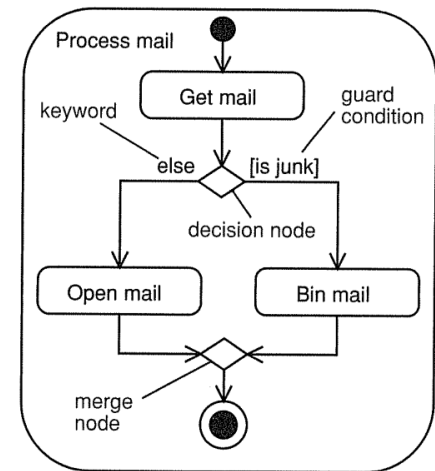 Process mail
Get mail
keyword
guard
condition
else
[is junk]
decision node
Open mail
Bin mail
merge
node